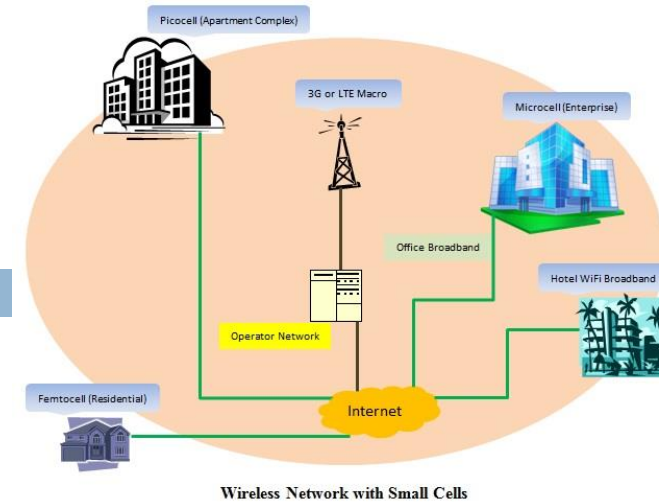 Picocell (Apartment Complex)
3G or LTE Macro
Microcell (Enterprise)
Office Broadband
Hotel WiFi Broadband
Operator Network
Femtocell (Residential)
Internet
Wireless Network with Small Cells